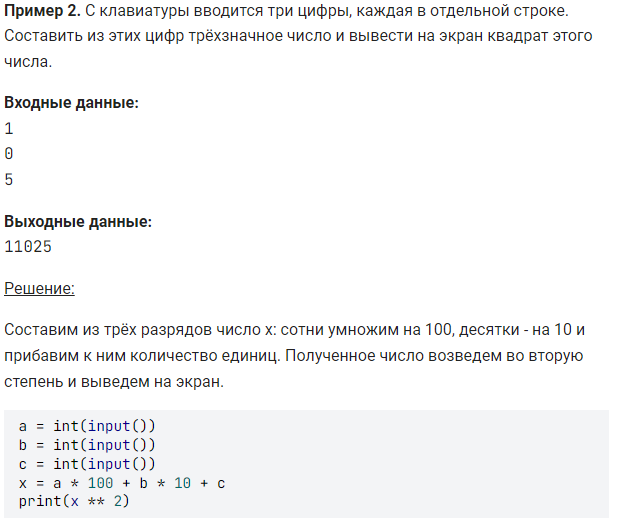 Пример 2. С клавиатуры вводится три цифры, каждая в отдельной строке.
Составить из этих цифр трёхзначное число и вывести на экран квадрат этого
числа.
Входные данные:
1
0
5
Выходные данные:
11025
Решение:
Составим из трёх разрядов число x: сотни умножим на 100, десятки - на 10 и
прибавим к ним количество единиц. Полученное число возведем во вторую
степень и выведем на экран.
a = int(input())
b = int(input())
c = int(input())
x = a * 100 + b * 10 + c
print(x ** 2)